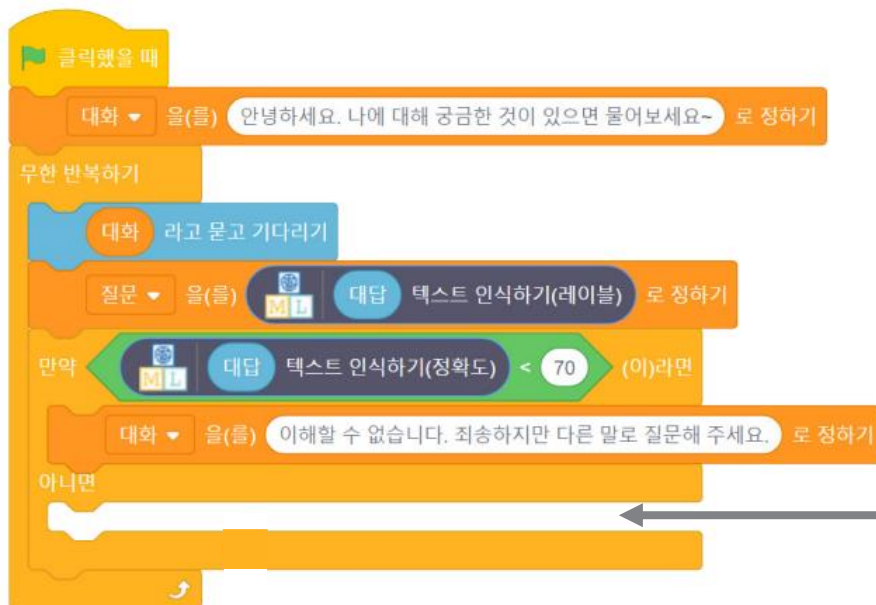 클릭했을 때
대화 을(를) 안녕하세요. 나에 대해 궁금한 것이 있으면 물어보세요~ 로 정하기
무한 반복하기
대화 라고 묻고 기다리기
질문 을(를) ML 대답 텍스트 인식하기(레이블) 로 정하기
만약 ML 대답 텍스트 인식하기(정확도) < 70 (이)라면
대화 을(를) 이해할 수 없습니다. 죄송하지만 다른 말로 질문해 주세요. 로 정하기
아니면